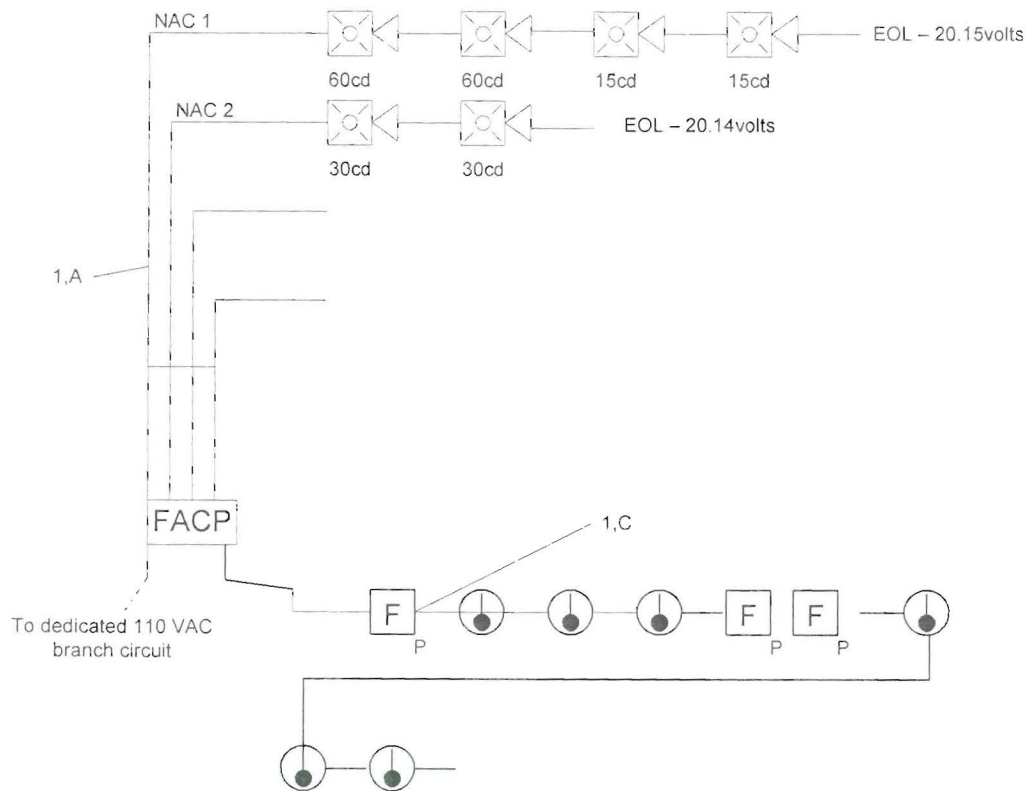 NAC 1
EOL – 20.15volts
60cd
60cd
15cd
15cd
NAC 2
EOL – 20.14volts
30cd
30cd
1,A
FACP
1,C
To dedicated 110 VAC
branch circuit
F
P
F
P
F
P